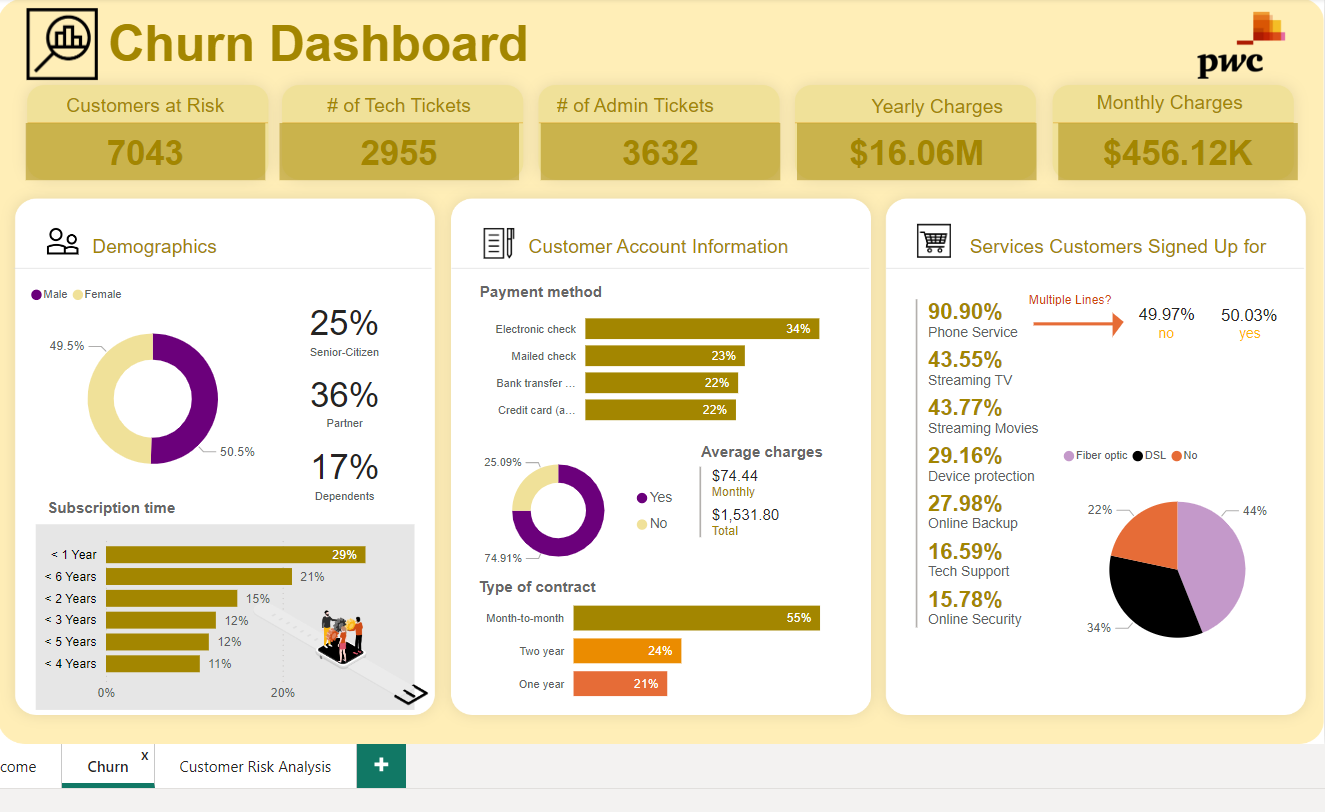 Churn Dashboard
pwc
Customers at Risk
7043
# of Tech Tickets
2955
# of Admin Tickets
3632
Yearly Charges
$16.06M
Monthly Charges
$456.12K
Demographics
Male Female
49.5%
50.5%
25%
Senior-Citizen
36%
Partner
17%
Dependents
Subscription time
< 1 Year 29%
< 6 Years 21%
< 2 Years 15%
< 3 Years 12%
< 5 Years 12%
< 4 Years 11%
0% 20%
Customer Account Information
Payment method
Electronic check 34%
Mailed check 23%
Bank transfer ... 22%
Credit card (a... 22%
25.09%
74.91%
Yes
No
Average charges
$74.44
Monthly
$1,531.80
Total
Type of contract
Month-to-month 55%
Two year 24%
One year 21%
Services Customers Signed Up for
90.90%
Phone Service
Multiple Lines?
49.97%
no
50.03%
yes
43.55%
Streaming TV
43.77%
Streaming Movies
29.16%
Device protection
27.98%
Online Backup
16.59%
Tech Support
15.78%
Online Security
Fiber optic DSL No
22%
44%
34%
come
Churn x
Customer Risk Analysis
+